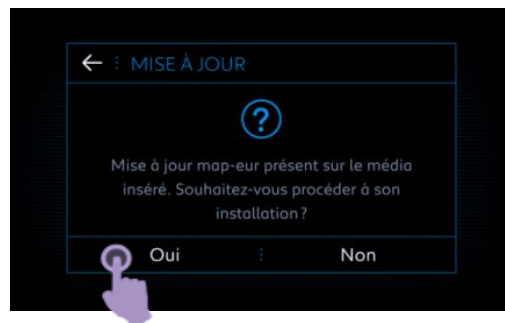 MISE À JOUR
?
Mise à jour map-eur présent sur le média
inséré. Souhaitez-vous procéder à son
installation?
Oui
Non